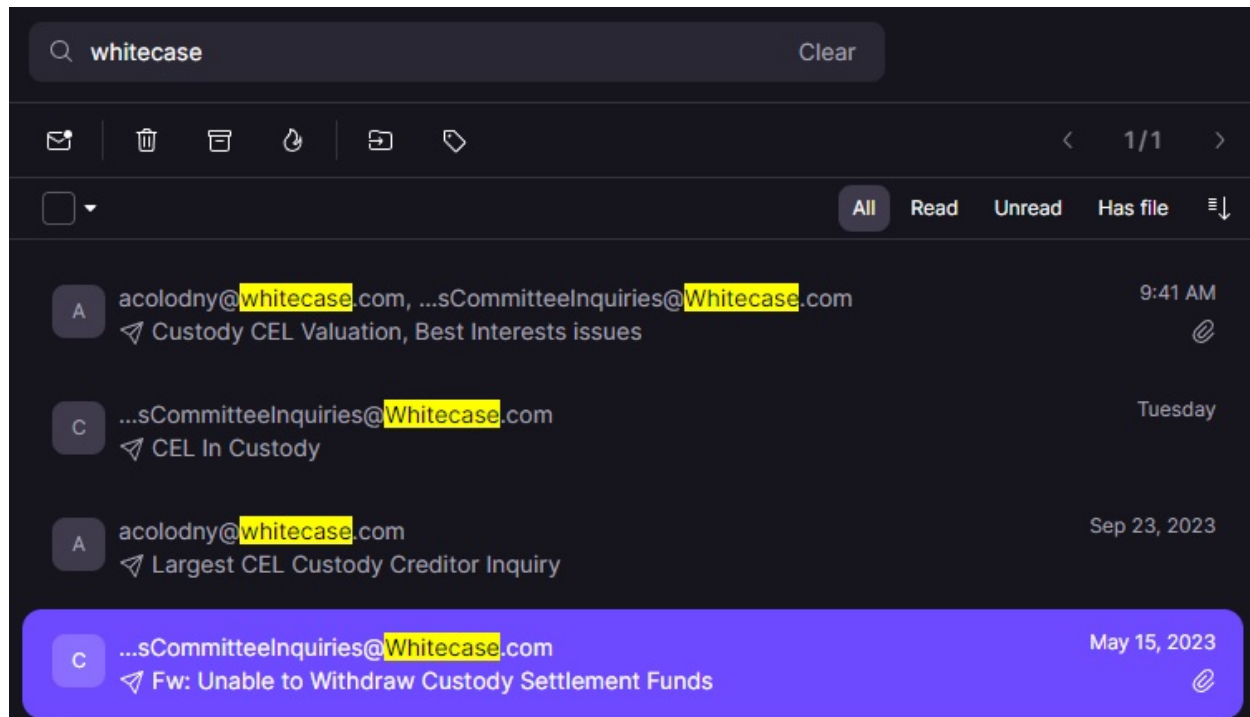 whitecase Clear
1/1
All Read Unread Has file
A acolodny@whitecase.com, ...sCommitteeInquiries@Whitecase.com 9:41 AM
Custody CEL Valuation, Best Interests issues
C ...sCommitteeInquiries@Whitecase.com Tuesday
CEL In Custody
A acolodny@whitecase.com Sep 23, 2023
Largest CEL Custody Creditor Inquiry
C ...sCommitteeInquiries@Whitecase.com May 15, 2023
Fw: Unable to Withdraw Custody Settlement Funds